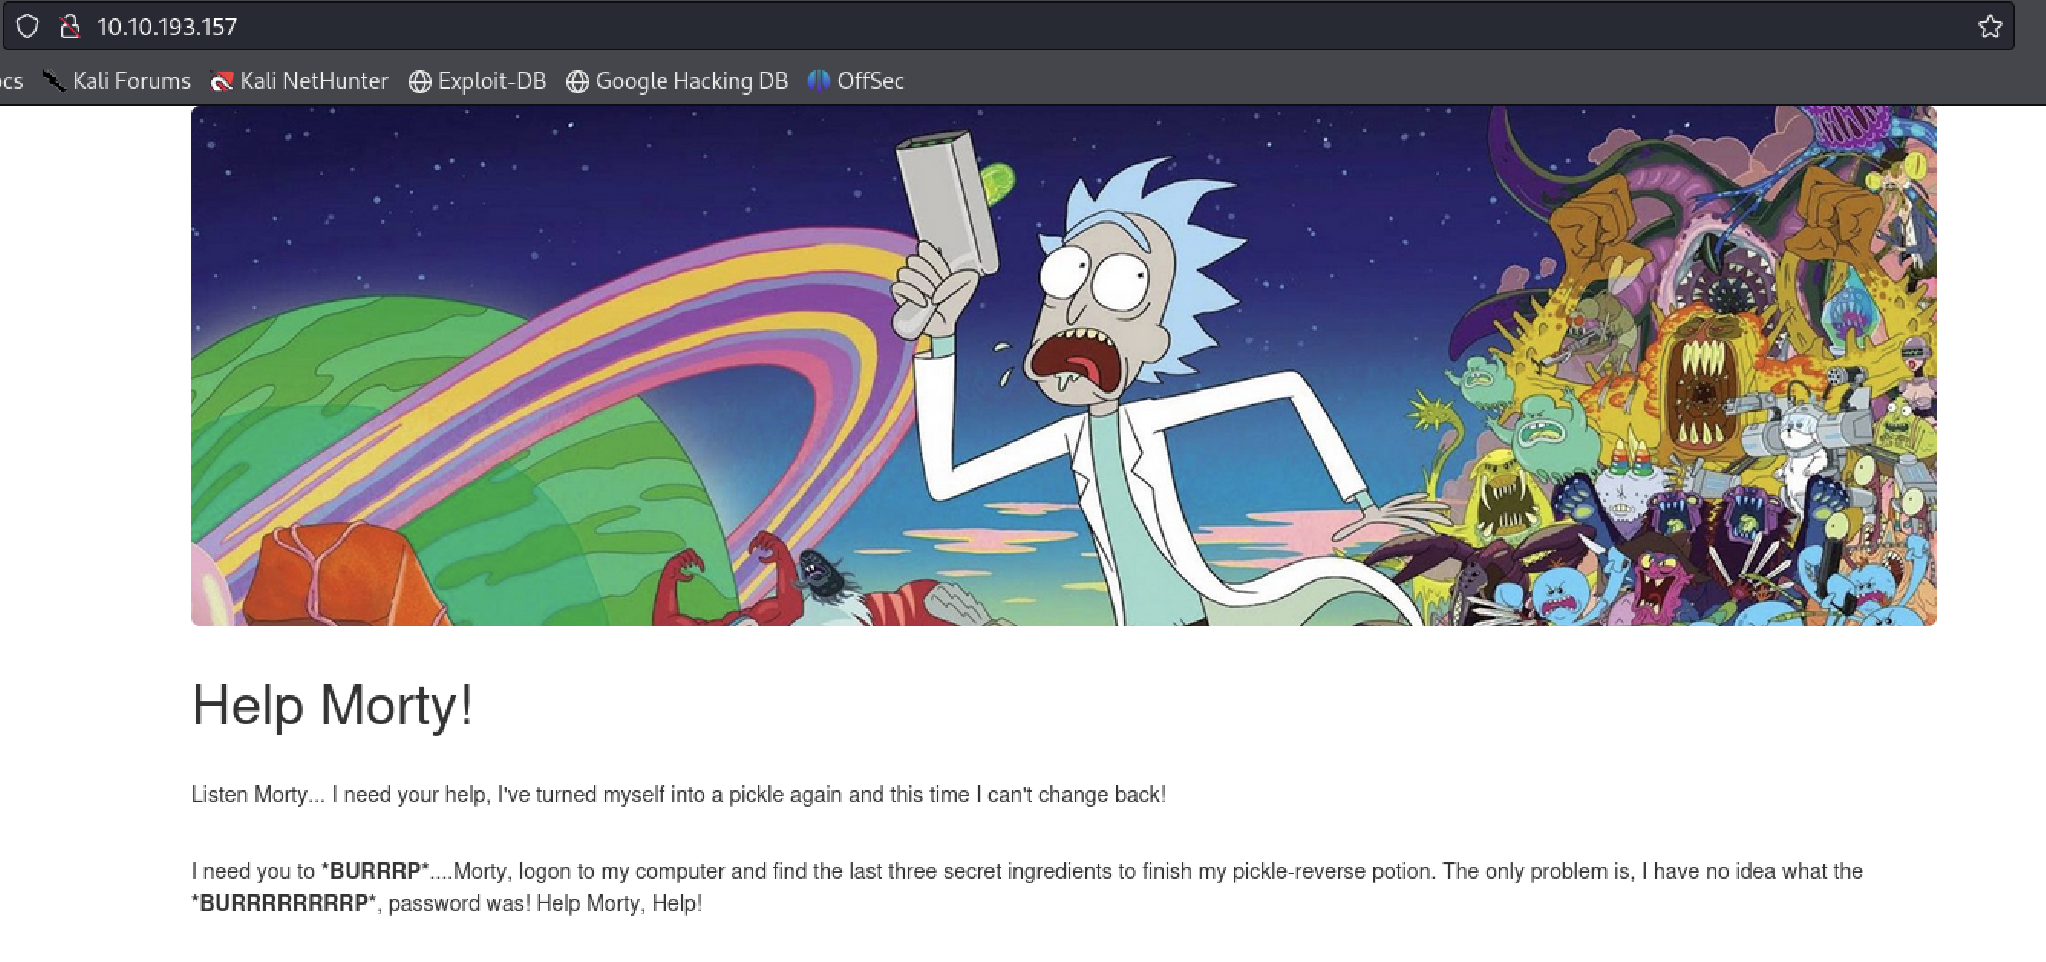 10.10.193.157
ocs Kali Forums Kali NetHunter Exploit-DB Google Hacking DB OffSec
Help Morty!
Listen Morty... I need your help, I've turned myself into a pickle again and this time I can't change back!
I need you to *BURRRP*....Morty, logon to my computer and find the last three secret ingredients to finish my pickle-reverse potion. The only problem is, I have no idea what the
*BURRRRRRRRP*, password was! Help Morty, Help!